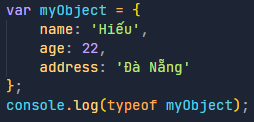 var myObject = {
    name: 'Hiếu',
    age: 22,
    address: 'Đà Nẵng'
};
console.log(typeof myObject);